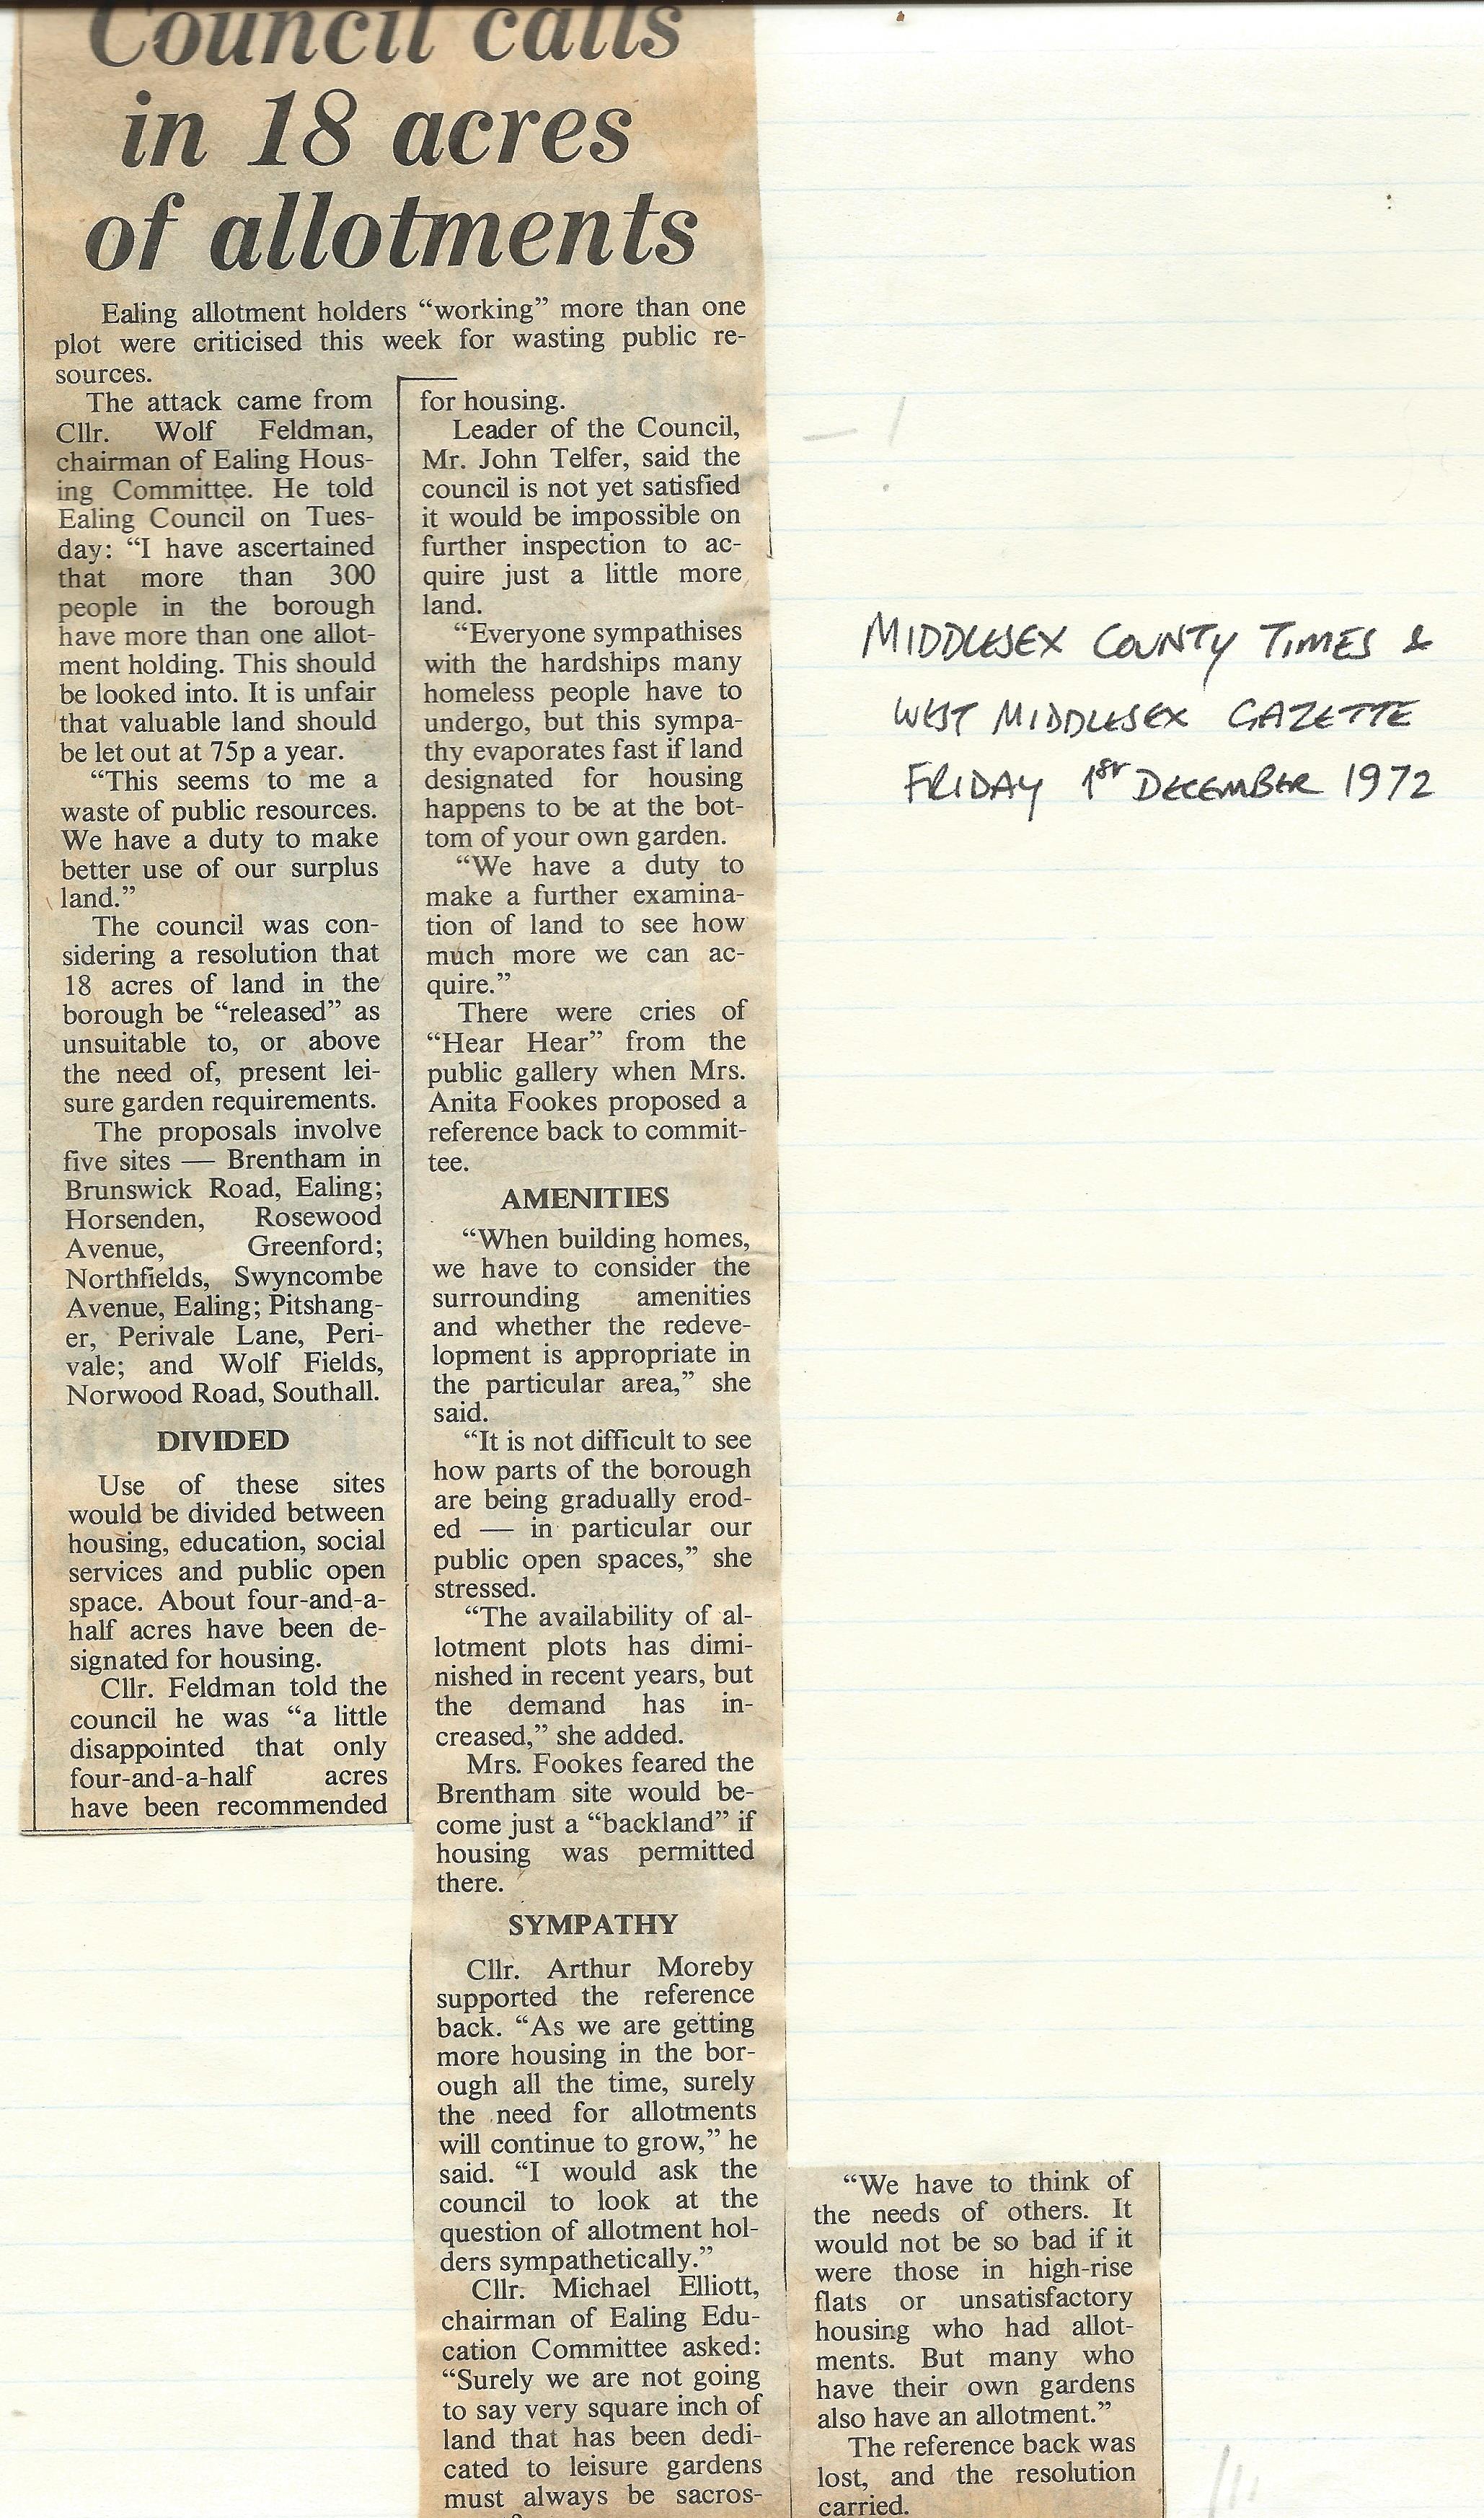 Council calls
in 18 acres
of allotments
Ealing allotment holders “working” more than one
plot were criticised this week for wasting public re-
sources.
The attack came from
Cllr. Wolf Feldman,
chairman of Ealing Hous-
ing Committee. He told
Ealing Council on Tues-
day: “I have ascertained
that more than 300
people in the borough
have more than one allot-
ment holding. This should
be looked into. It is unfair
that valuable land should
be let out at 75p a year.
“This seems to me a
waste of public resources.
We have a duty to make
better use of our surplus
land.”
The council was con-
sidering a resolution that
18 acres of land in the
borough be “released” as
unsuitable to, or above
the need of, present lei-
sure garden requirements.
The proposals involve
five sites — Brentham in
Brunswick Road, Ealing;
Horsenden, Rosewood
Avenue, Greenford;
Northfields, Swyncombe
Avenue, Ealing; Pitshang-
er, Perivale Lane, Peri-
vale; and Wolf Fields,
Norwood Road, Southall.
DIVIDED
Use of these sites
would be divided between
housing, education, social
services and public open
space. About four-and-a-
half acres have been de-
signated for housing.
Cllr. Feldman told the
council he was “a little
disappointed that only
four-and-a-half acres
have been recommended
for housing.
Leader of the Council,
Mr. John Telfer, said the
council is not yet satisfied
it would be impossible on
further inspection to ac-
quire just a little more
land.
“Everyone sympathises
with the hardships many
homeless people have to
undergo, but this sympa-
thy evaporates fast if land
designated for housing
happens to be at the bot-
tom of your own garden.
“We have a duty to
make a further examina-
tion of land to see how
much more we can ac-
quire.”
There were cries of
“Hear Hear” from the
public gallery when Mrs.
Anita Fookes proposed a
reference back to commit-
tee.
AMENITIES
“When building homes,
we have to consider the
surrounding amenities
and whether the redeve-
lopment is appropriate in
the particular area,” she
said.
“It is not difficult to see
how parts of the borough
are being gradually erod-
ed — in particular our
public open spaces,” she
stressed.
“The availability of al-
lotment plots has dimi-
nished in recent years, but
the demand has in-
creased,” she added.
Mrs. Fookes feared the
Brentham site would be-
come just a “backland” if
housing was permitted
there.
SYMPATHY
Cllr. Arthur Moreby
supported the reference
back. “As we are getting
more housing in the bor-
ough all the time, surely
the need for allotments
will continue to grow,” he
said. “I would ask the
council to look at the
question of allotment hol-
ders sympathetically.”
Cllr. Michael Elliott,
chairman of Ealing Edu-
cation Committee asked:
“Surely we are not going
to say very square inch of
land that has been dedi-
cated to leisure gardens
must always be sacros-
“We have to think of
the needs of others. It
would not be so bad if it
were those in high-rise
flats or unsatisfactory
housing who had allot-
ments. But many who
have their own gardens
also have an allotment.”
The reference back was
lost, and the resolution
carried.
MIDDLESEX COUNTY TIMES &
WEST MIDDLESEX GAZETTE
FRIDAY 1ST DECEMBER 1972